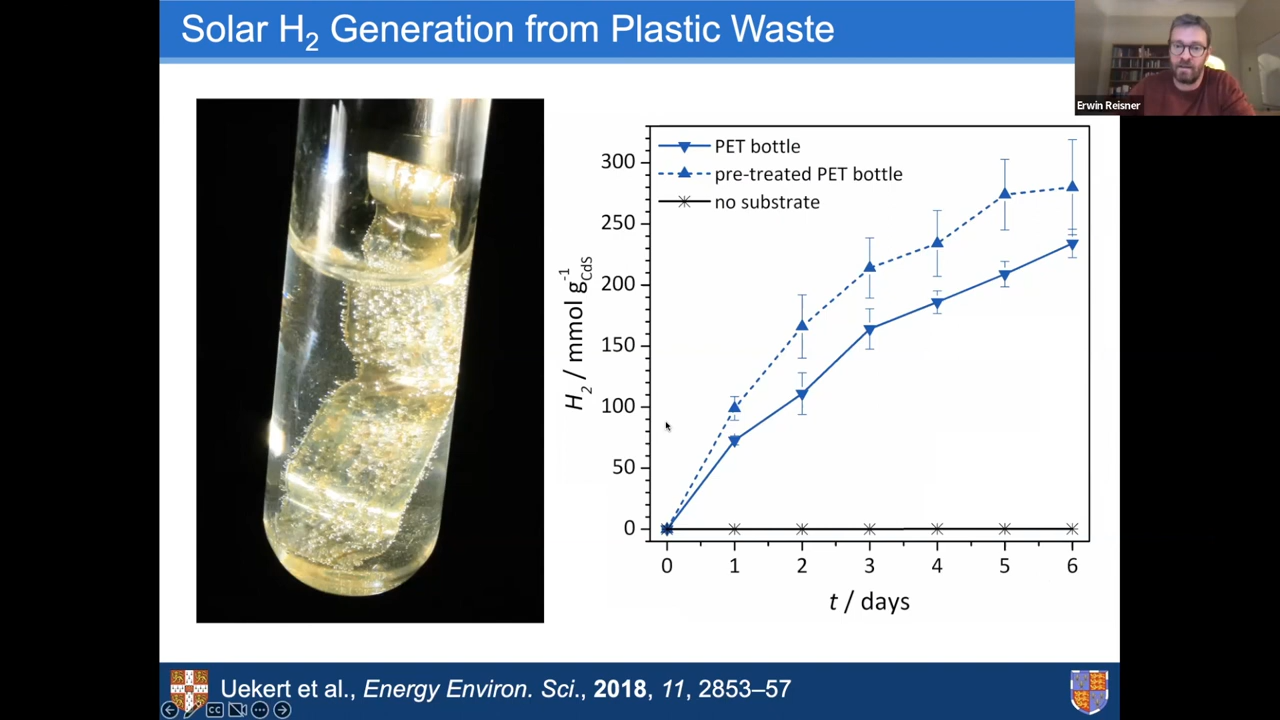 Solar H₂ Generation from Plastic Waste
Erwin Reisner
PET bottle
pre-treated PET bottle
no substrate
H₂ / mmol g⁻¹CdS
300
250
200
150
100
50
0
0 1 2 3 4 5 6
t / days
Uekert et al., Energy Environ. Sci., 2018, 11, 2853–57
CC